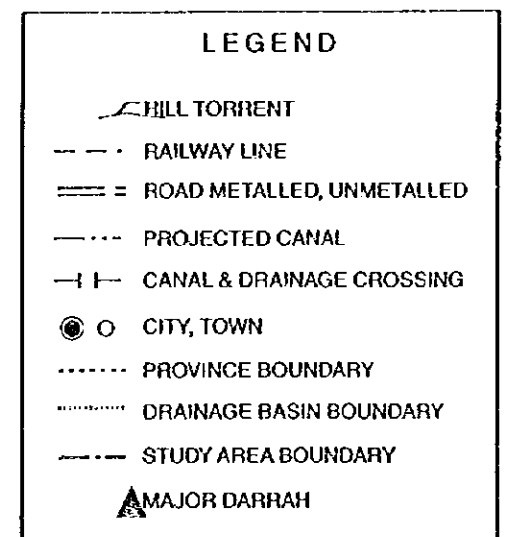 LEGEND
HILL TORRENT
RAILWAY LINE
ROAD METALLED, UNMETALLED
PROJECTED CANAL
CANAL & DRAINAGE CROSSING
CITY, TOWN
PROVINCE BOUNDARY
DRAINAGE BASIN BOUNDARY
STUDY AREA BOUNDARY
MAJOR DARRAH